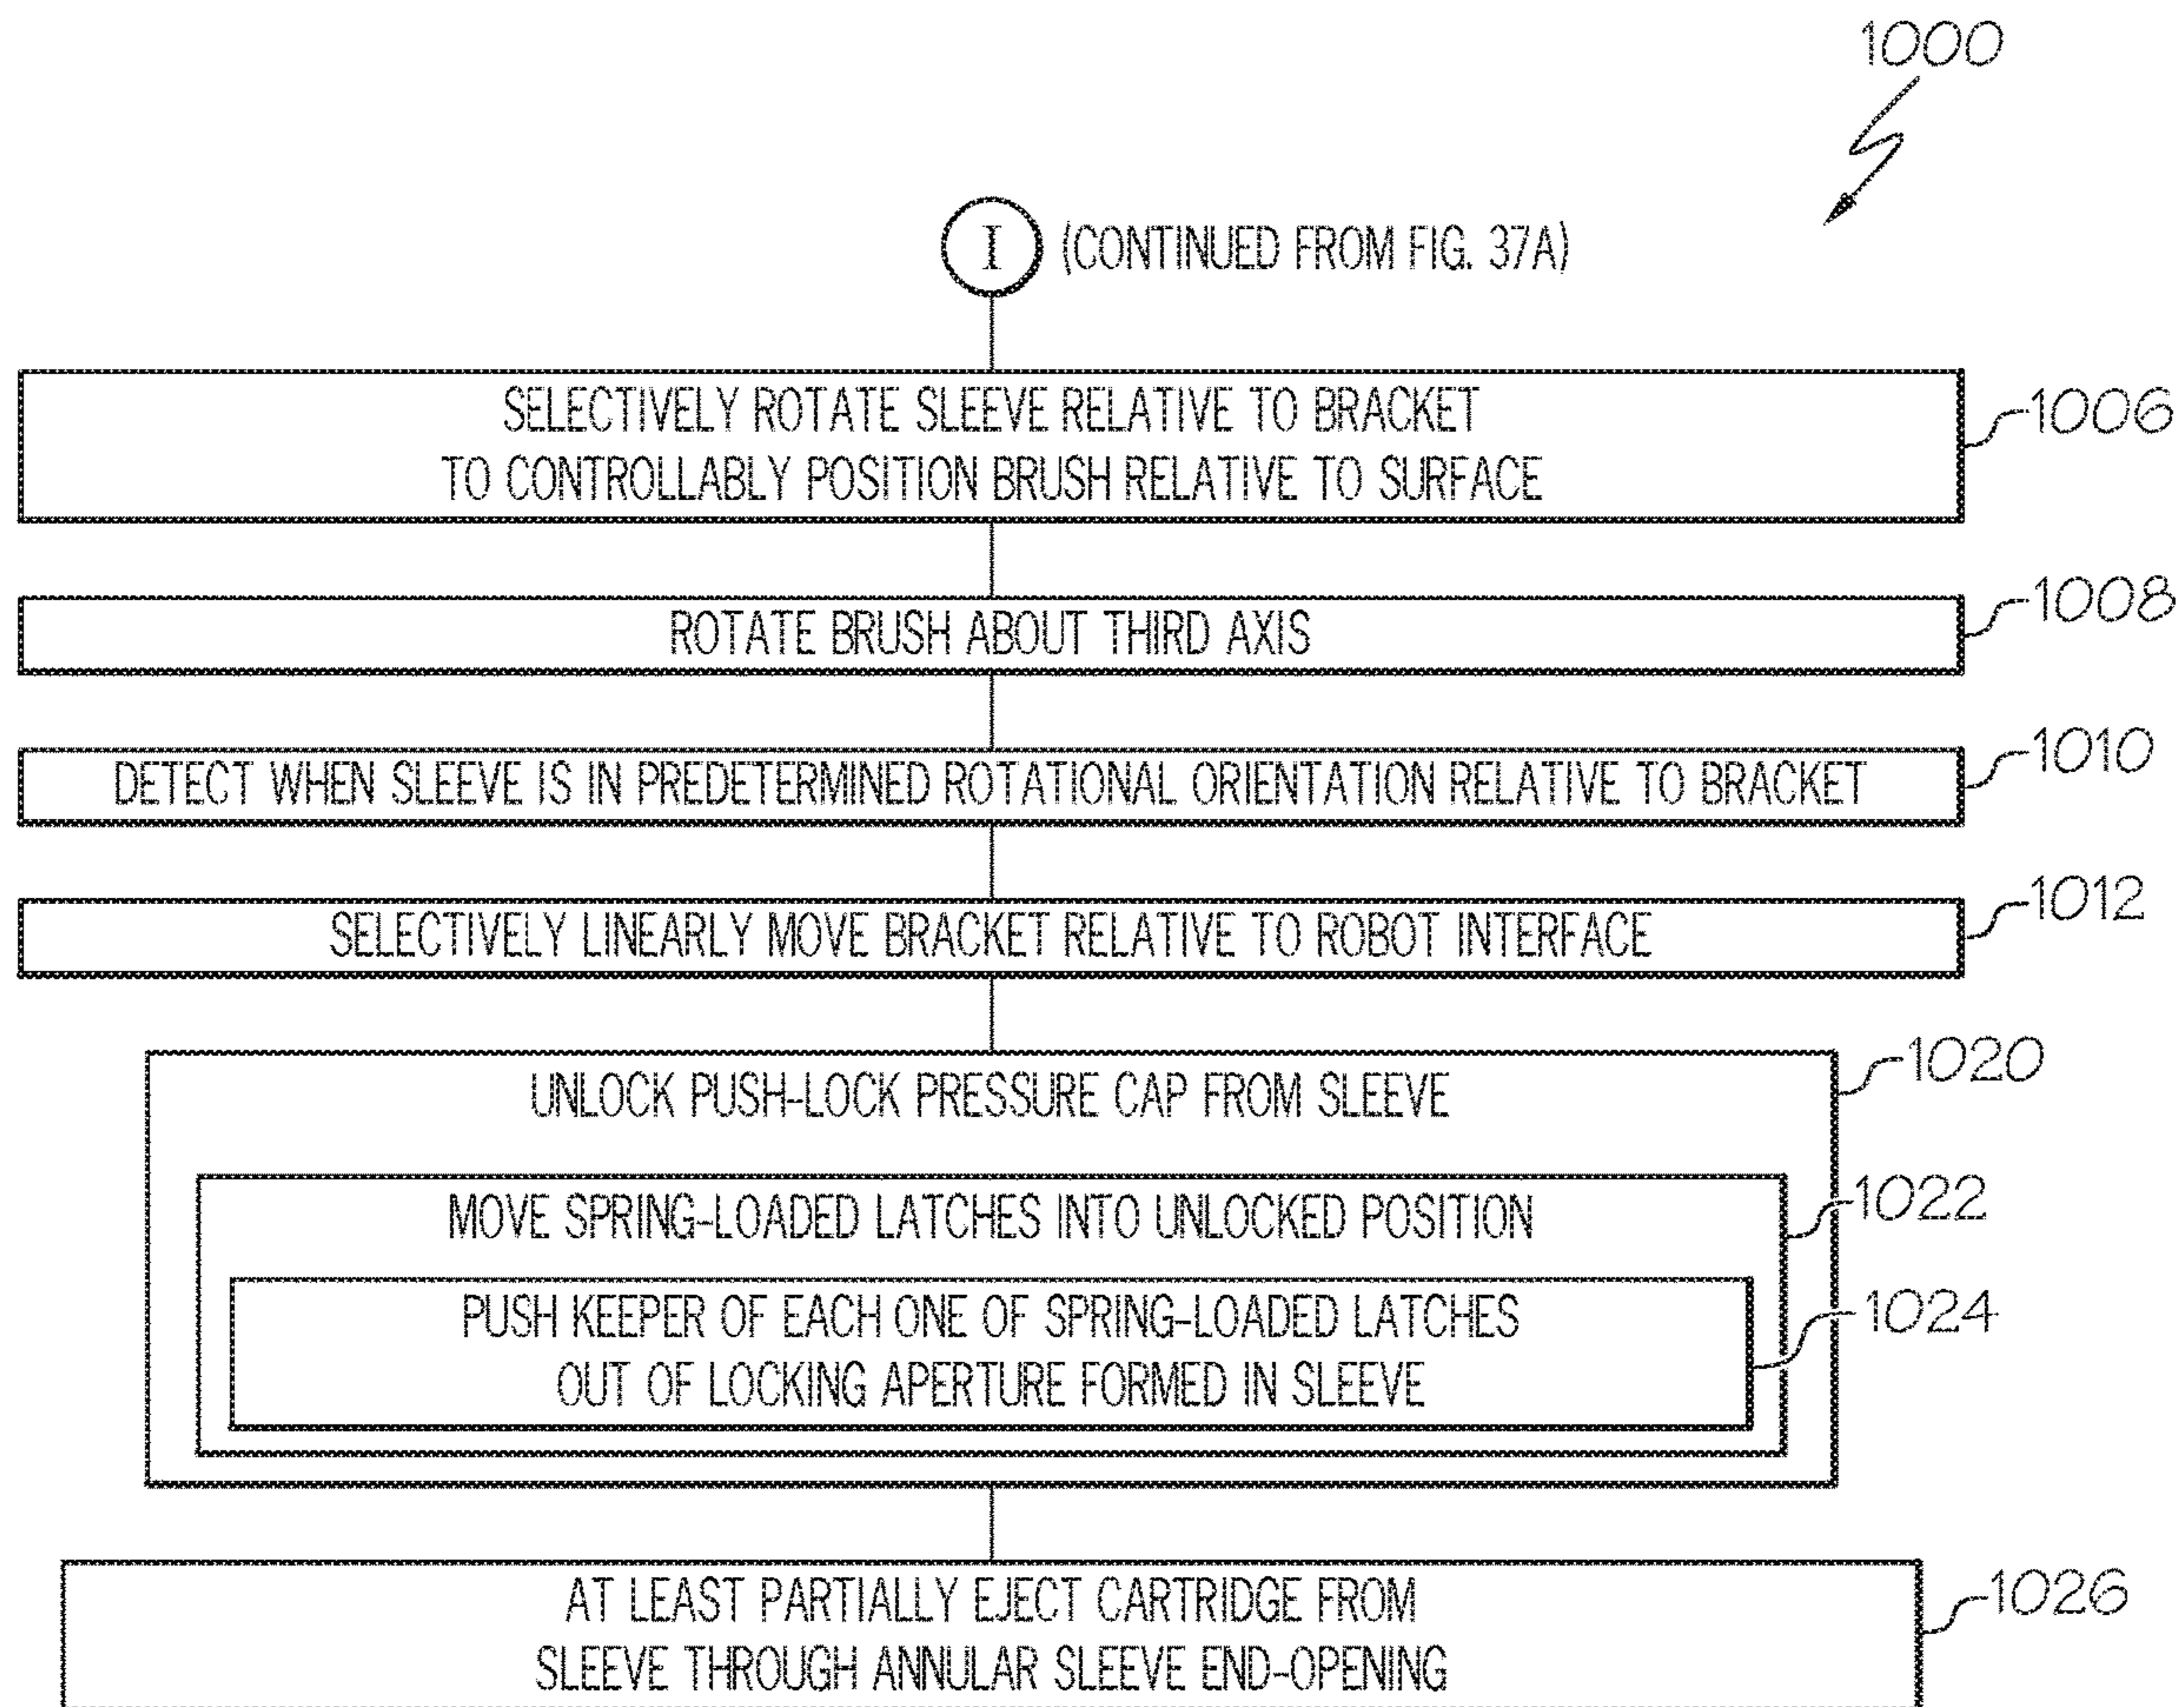 1000
I (CONTINUED FROM FIG. 37A)
SELECTIVELY ROTATE SLEEVE RELATIVE TO BRACKET
TO CONTROLLABLY POSITION BRUSH RELATIVE TO SURFACE
1006
ROTATE BRUSH ABOUT THIRD AXIS
1008
DETECT WHEN SLEEVE IS IN PREDETERMINED ROTATIONAL ORIENTATION RELATIVE TO BRACKET
1010
SELECTIVELY LINEARLY MOVE BRACKET RELATIVE TO ROBOT INTERFACE
1012
UNLOCK PUSH-LOCK PRESSURE CAP FROM SLEEVE
1020
MOVE SPRING-LOADED LATCHES INTO UNLOCKED POSITION
1022
PUSH KEEPER OF EACH ONE OF SPRING-LOADED LATCHES
OUT OF LOCKING APERTURE FORMED IN SLEEVE
1024
AT LEAST PARTIALLY EJECT CARTRIDGE FROM
SLEEVE THROUGH ANNULAR SLEEVE END-OPENING
1026